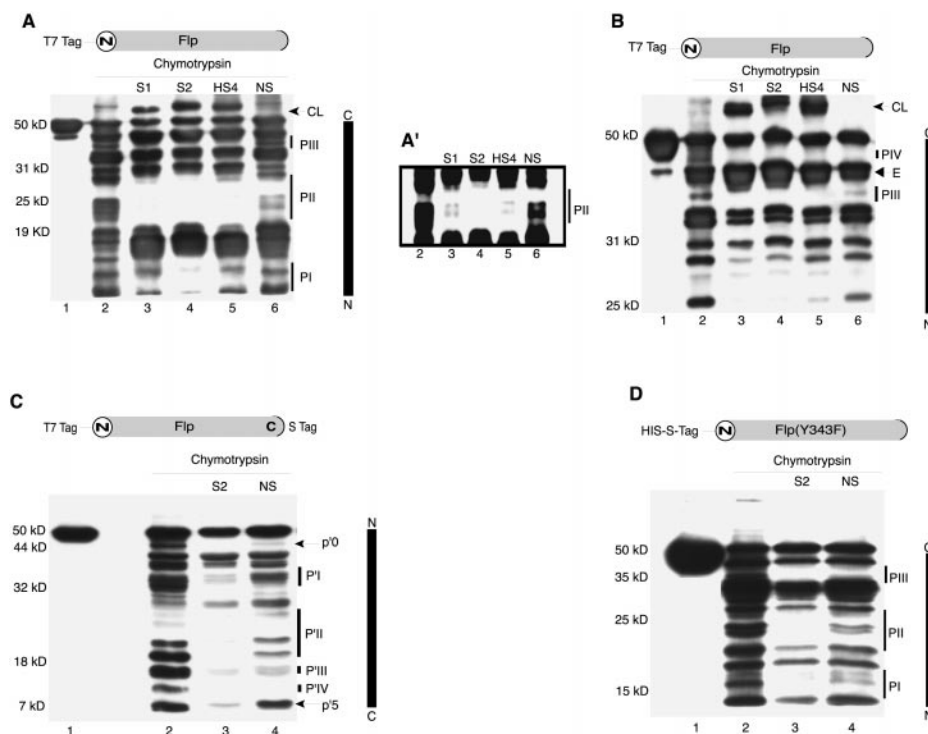 A
T7 Tag N Flp
Chymotrypsin
S1 S2 HS4 NS
CL
C
50 kD
PIII
31 kD
PII
25 kD
19 KD
PI
N
1 2 3 4 5 6
A'
S1 S2 HS4 NS
PII
2 3 4 5 6
B
T7 Tag N Flp
Chymotrypsin
S1 S2 HS4 NS
CL
C
50 kD
PIV
E
PIII
31 kD
25 kD
N
1 2 3 4 5 6
C
T7 Tag N Flp C S Tag
Chymotrypsin
S2 NS
N
50 kD
44 kD
p'0
P'I
32 kD
P'II
18 kD
P'III
P'IV
7 kD
p'5
C
1 2 3 4
D
HIS-S-Tag N Flp(Y343F)
Chymotrypsin
S2 NS
C
50 kD
35 kD
PIII
25 kD
PII
15 kD
PI
N
1 2 3 4